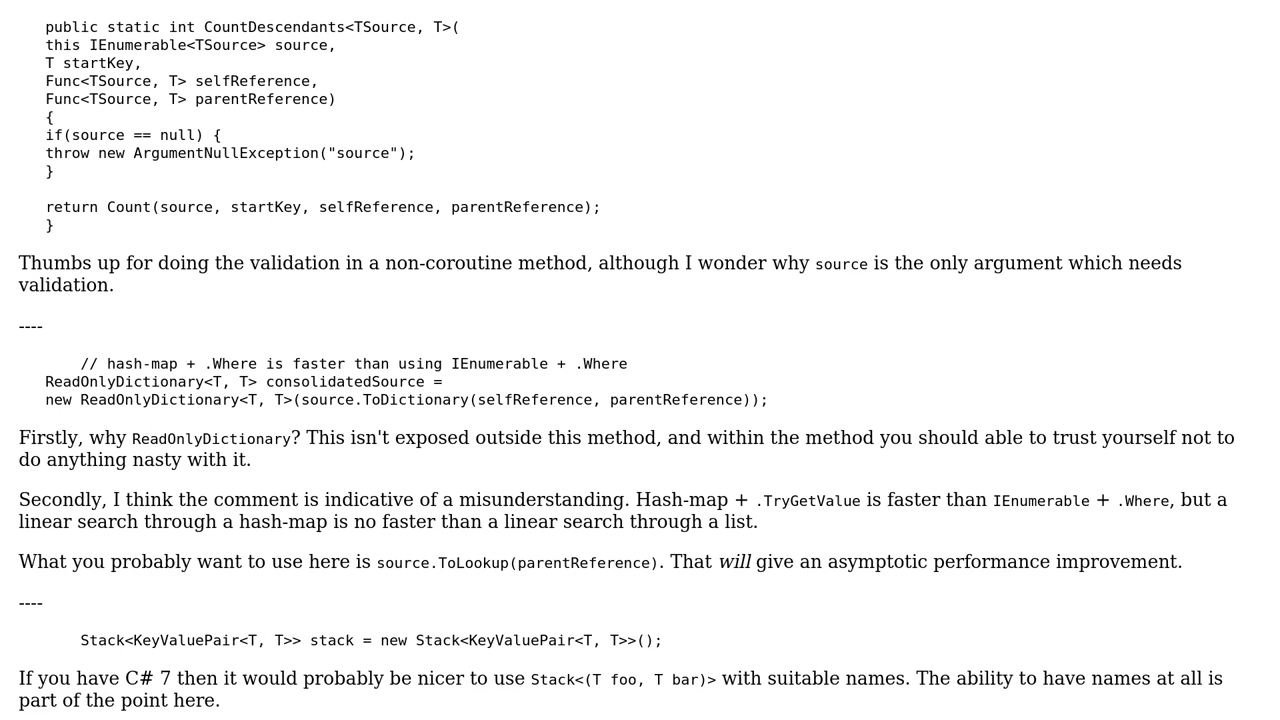 public static int CountDescendants<TSource, T>(
this IEnumerable<TSource> source,
T startKey,
Func<TSource, T> selfReference,
Func<TSource, T> parentReference)
{
if(source == null) {
throw new ArgumentNullException("source");
}

return Count(source, startKey, selfReference, parentReference);
}
Thumbs up for doing the validation in a non-coroutine method, although I wonder why source is the only argument which needs
validation.
----
// hash-map + .Where is faster than using IEnumerable + .Where
ReadOnlyDictionary<T, T> consolidatedSource =
new ReadOnlyDictionary<T, T>(source.ToDictionary(selfReference, parentReference));
Firstly, why ReadOnlyDictionary? This isn't exposed outside this method, and within the method you should able to trust yourself not to
do anything nasty with it.
Secondly, I think the comment is indicative of a misunderstanding. Hash-map + .TryGetValue is faster than IEnumerable + .Where, but a
linear search through a hash-map is no faster than a linear search through a list.
What you probably want to use here is source.ToLookup(parentReference). That will give an asymptotic performance improvement.
----
Stack<KeyValuePair<T, T>> stack = new Stack<KeyValuePair<T, T>>();
If you have C# 7 then it would probably be nicer to use Stack<(T foo, T bar)> with suitable names. The ability to have names at all is
part of the point here.